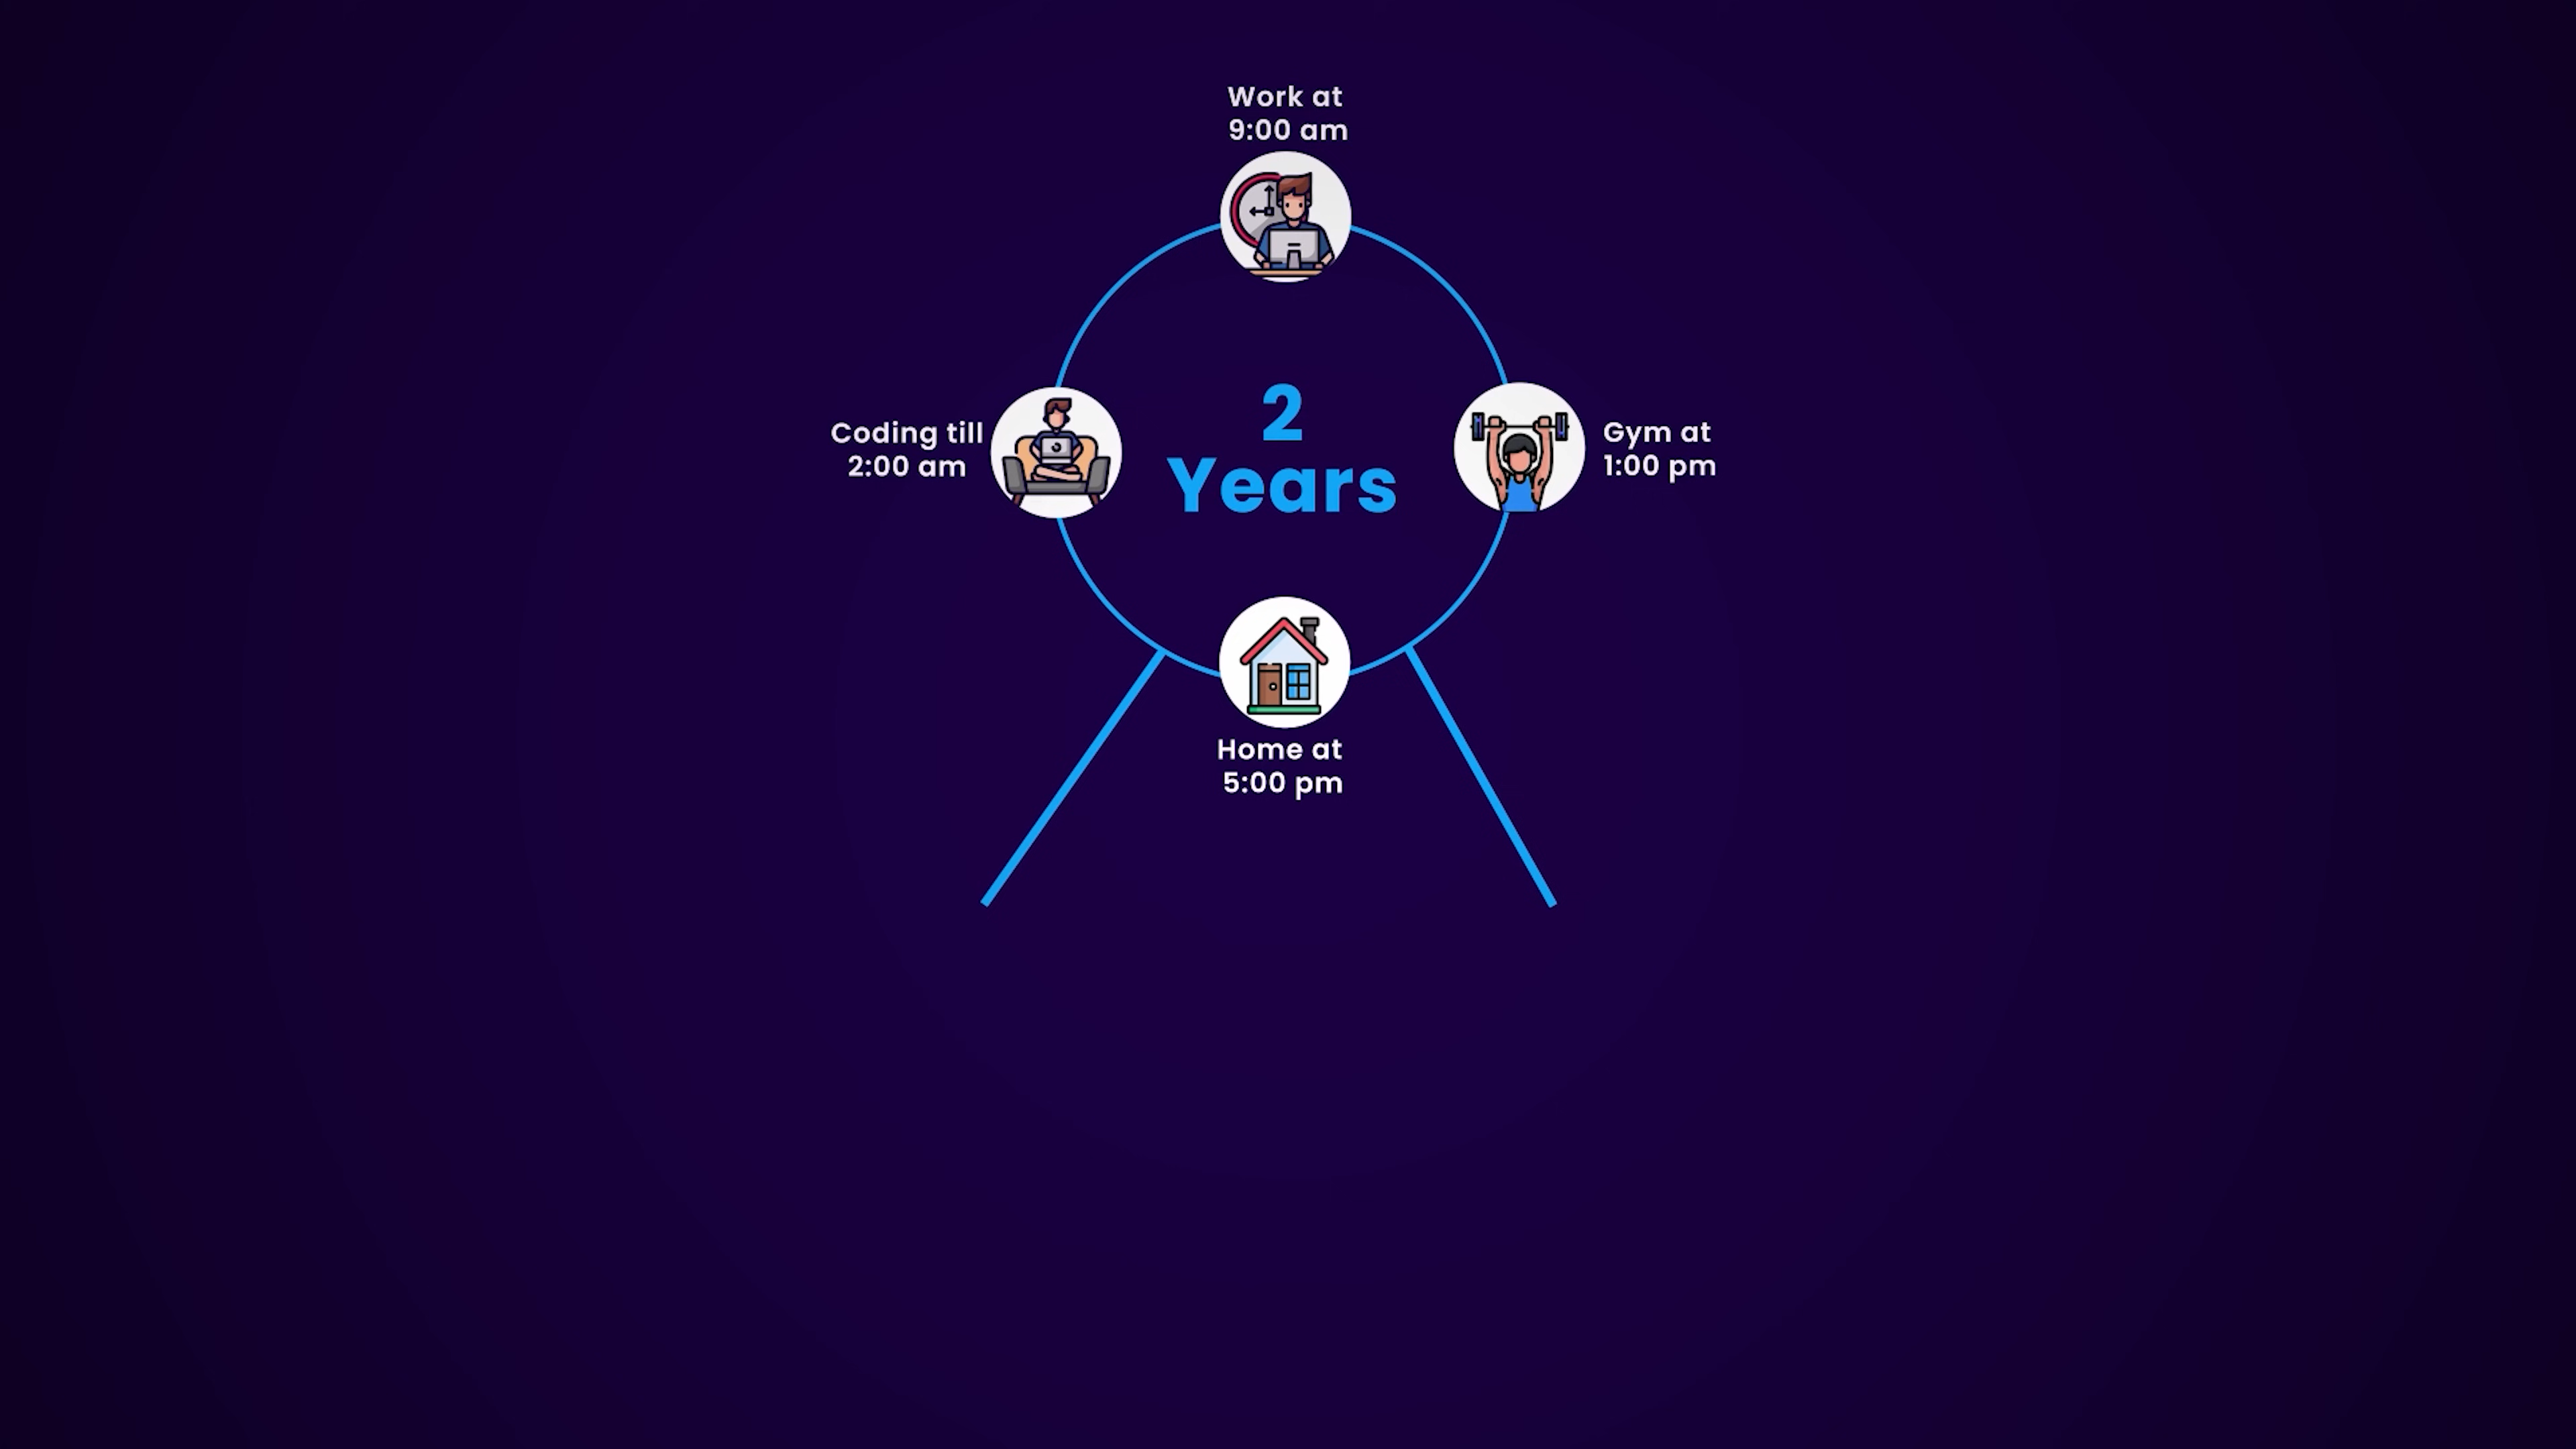 Work at
9:00 am
Coding till
2:00 am
2
Years
Gym at
1:00 pm
Home at
5:00 pm